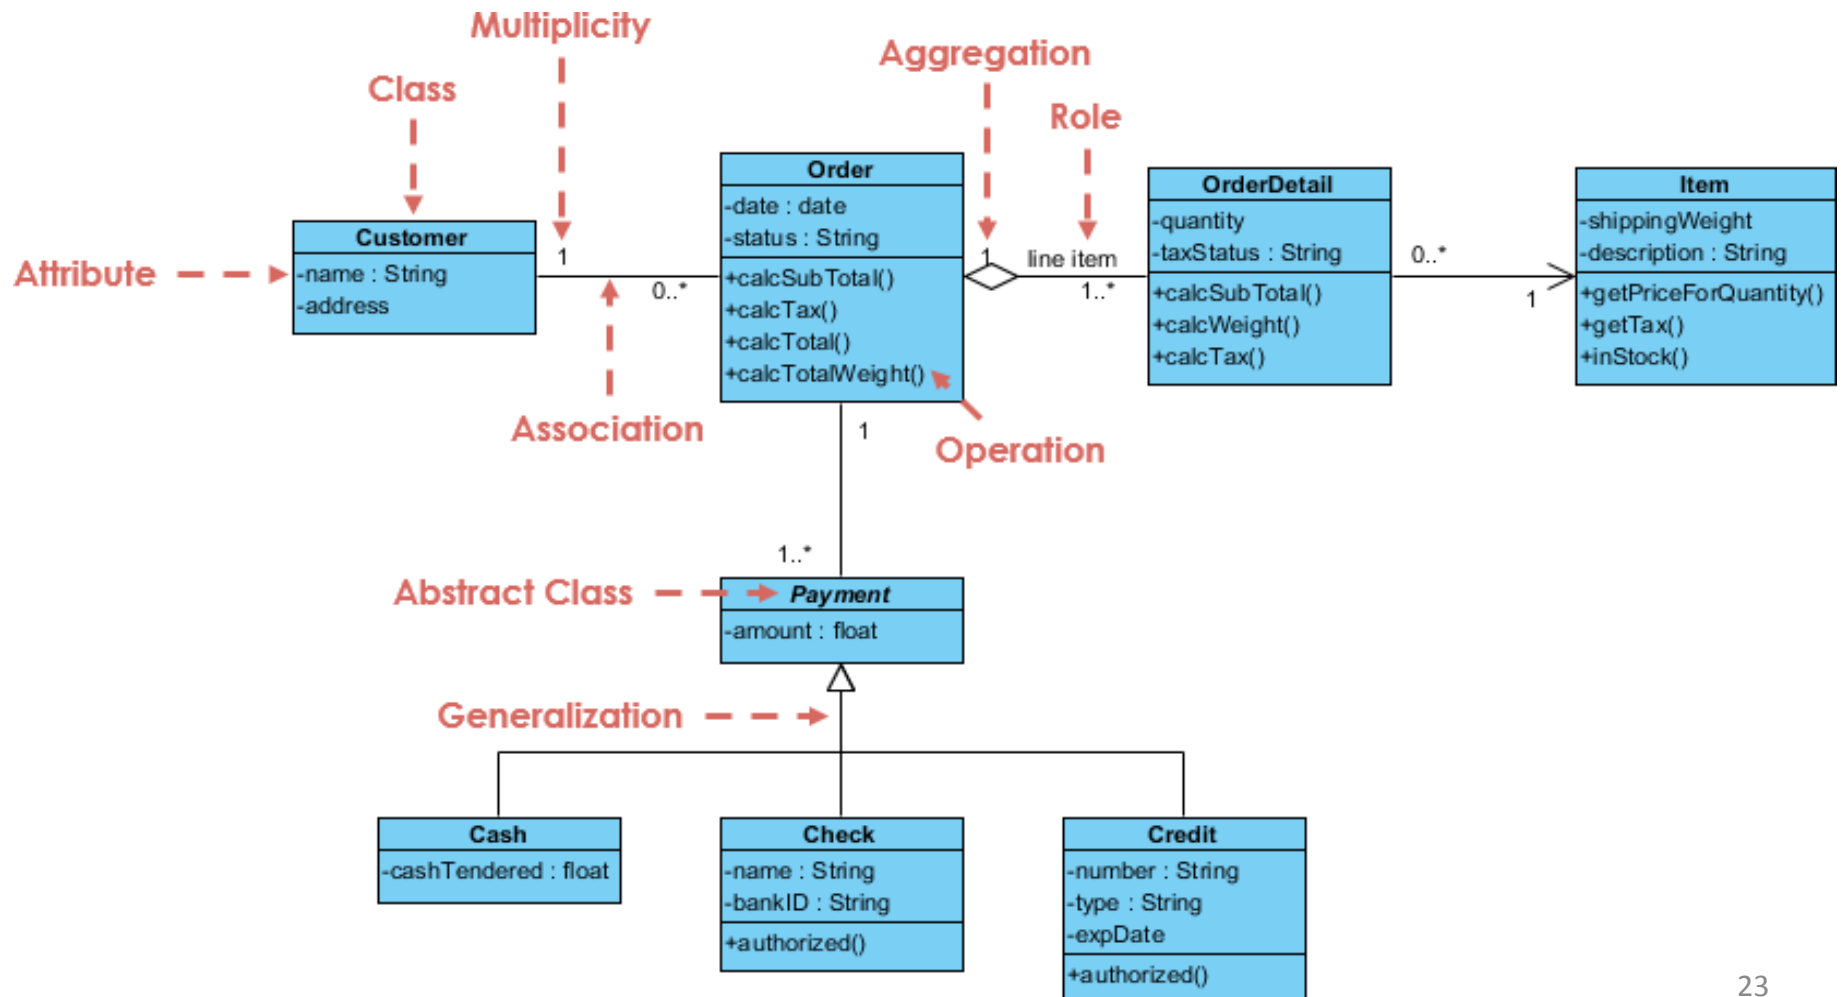 Multiplicity
Aggregation
Class
Role
Attribute
Customer
-name : String
-address
1
0..*
Association
Order
-date : date
-status : String
+calcSubTotal()
+calcTax()
+calcTotal()
+calcTotalWeight()
Operation
1
line item
1..*
OrderDetail
-quantity
-taxStatus : String
+calcSubTotal()
+calcWeight()
+calcTax()
0..*
1
Item
-shippingWeight
-description : String
+getPriceForQuantity()
+getTax()
+inStock()
1
1..*
Abstract Class
Payment
-amount : float
Generalization
Cash
-cashTendered : float
Check
-name : String
-bankID : String
+authorized()
Credit
-number : String
-type : String
-expDate
+authorized()
23